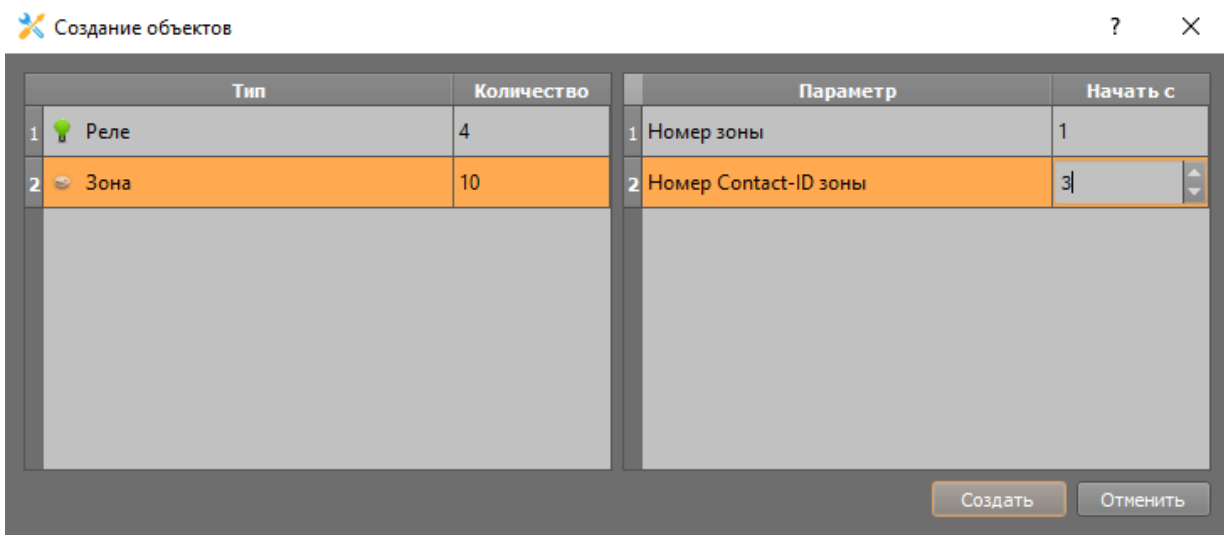 Создание объектов
?
Тип Количество
1 Реле 4
2 Зона 10
Параметр Начать с
1 Номер зоны 1
2 Номер Contact-ID зоны 3
Создать Отменить